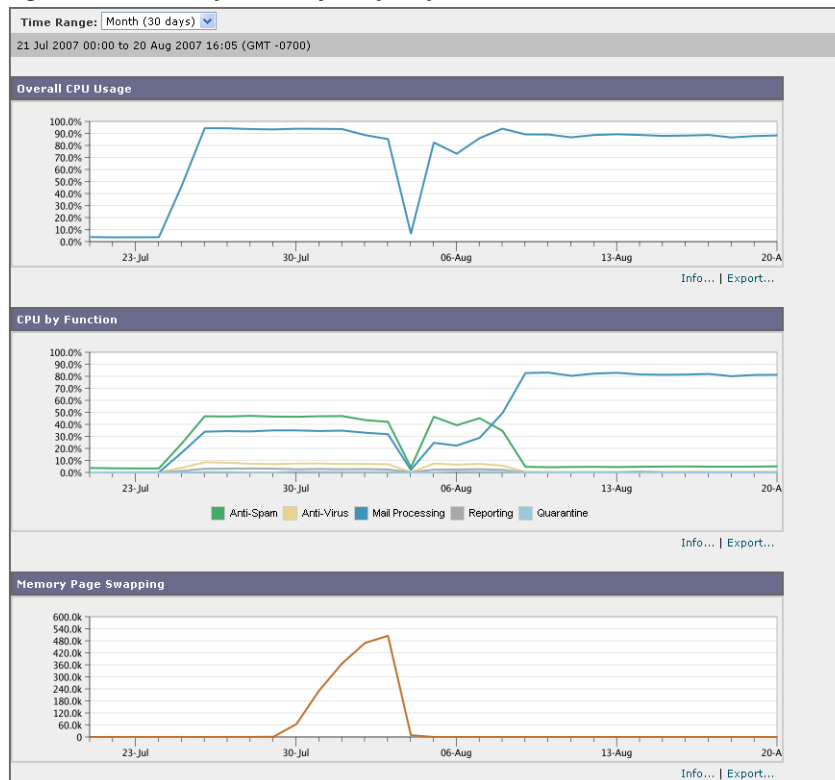 Time Range: Month (30 days)
21 Jul 2007 00:00 to 20 Aug 2007 16:05 (GMT -0700)
Overall CPU Usage
100.0%
90.0%
80.0%
70.0%
60.0%
50.0%
40.0%
30.0%
20.0%
10.0%
0.0%
23-Jul 30-Jul 06-Aug 13-Aug 20-A
Info... | Export...
CPU by Function
100.0%
90.0%
80.0%
70.0%
60.0%
50.0%
40.0%
30.0%
20.0%
10.0%
0.0%
23-Jul 30-Jul 06-Aug 13-Aug 20-A
Anti-Spam Anti-Virus Mail Processing Reporting Quarantine
Info... | Export...
Memory Page Swapping
600.0k
540.0k
480.0k
420.0k
360.0k
300.0k
240.0k
180.0k
120.0k
60.0k
0
23-Jul 30-Jul 06-Aug 13-Aug 20-A
Info... | Export...